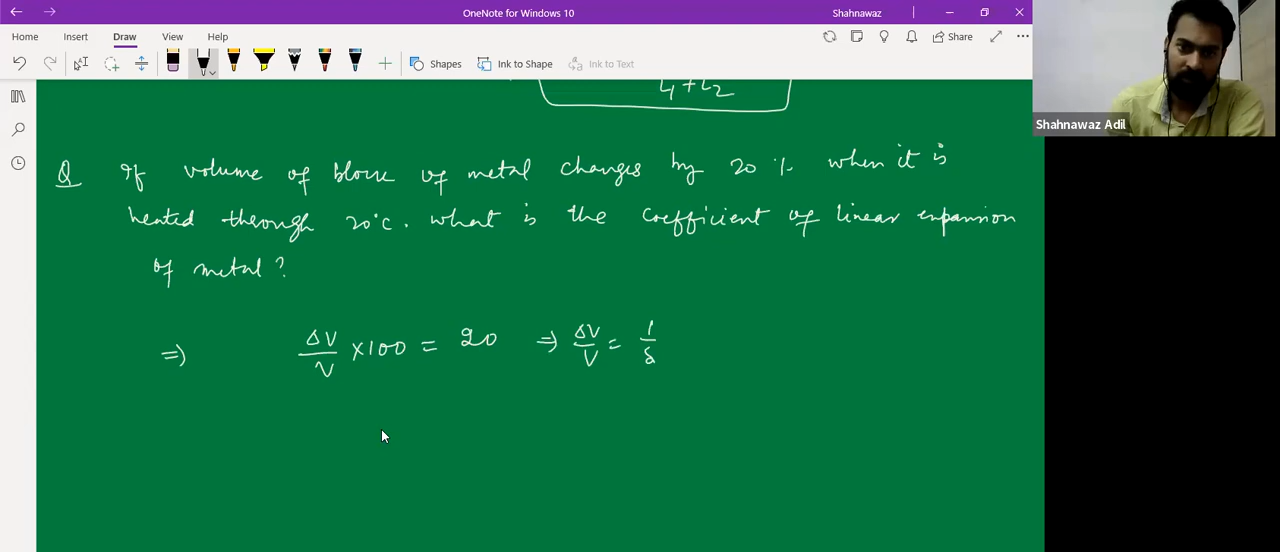 OneNote for Windows 10
Shahnawaz
Home Insert Draw View Help
Share
Shapes Ink to Shape Ink to Text
Shahnawaz Adil
L1 + L2
Q If volume of block of metal changes by 20 % when it is
heated through 20°C. what is the coefficient of linear expansion
of metal?
=> ΔV/V × 100 = 20 => ΔV/V = 1/5